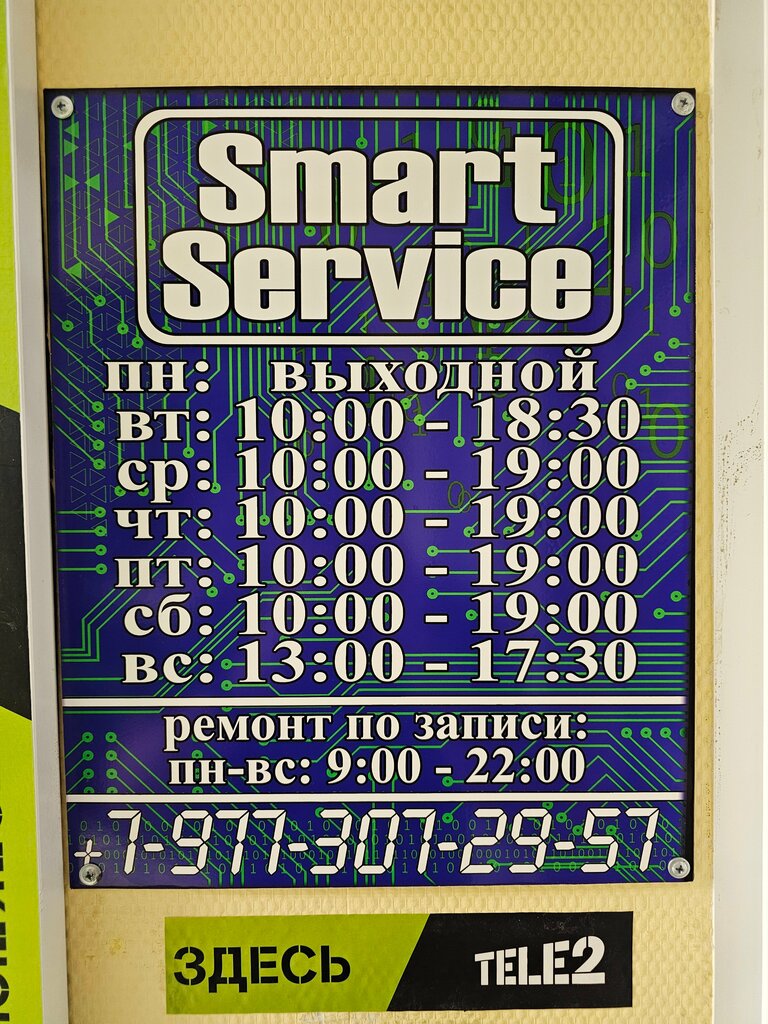 Smart
Service
пн: выходной
вт: 10:00 - 18:30
ср: 10:00 - 19:00
чт: 10:00 - 19:00
пт: 10:00 - 19:00
сб: 10:00 - 19:00
вс: 13:00 - 17:30
ремонт по записи:
пн-вс: 9:00 - 22:00
+7-977-307-29-57
ЗДЕСЬ TELE2